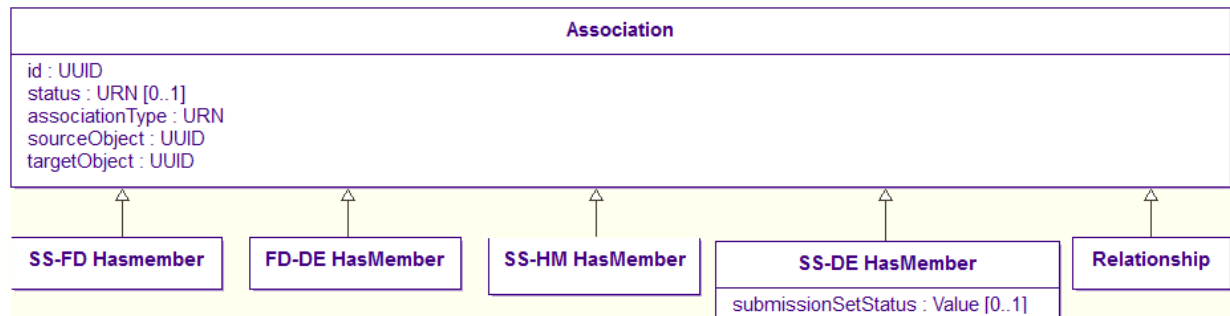 Association
id : UUID
status : URN [0..1]
associationType : URN
sourceObject : UUID
targetObject : UUID
SS-FD Hasmember
FD-DE HasMember
SS-HM HasMember
SS-DE HasMember
submissionSetStatus : Value [0..1]
Relationship